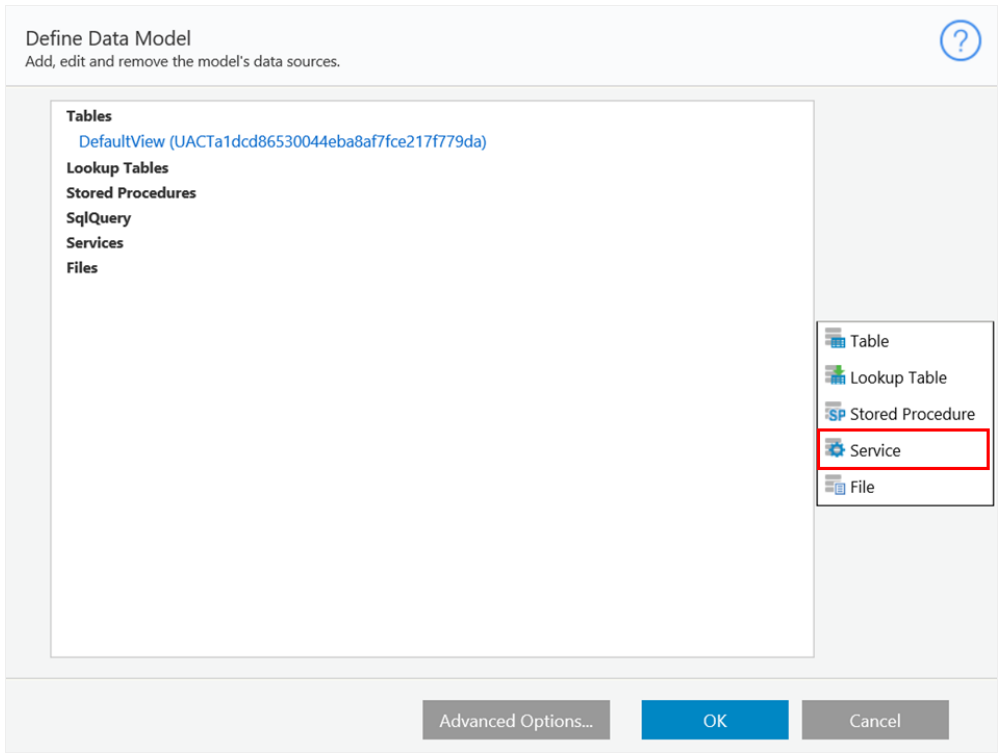 Define Data Model
Add, edit and remove the model's data sources.
?
Tables
DefaultView (UACTa1dcd86530044eba8af7fce217f779da)
Lookup Tables
Stored Procedures
SqlQuery
Services
Files
Table
Lookup Table
SP Stored Procedure
Service
File
Advanced Options...
OK
Cancel